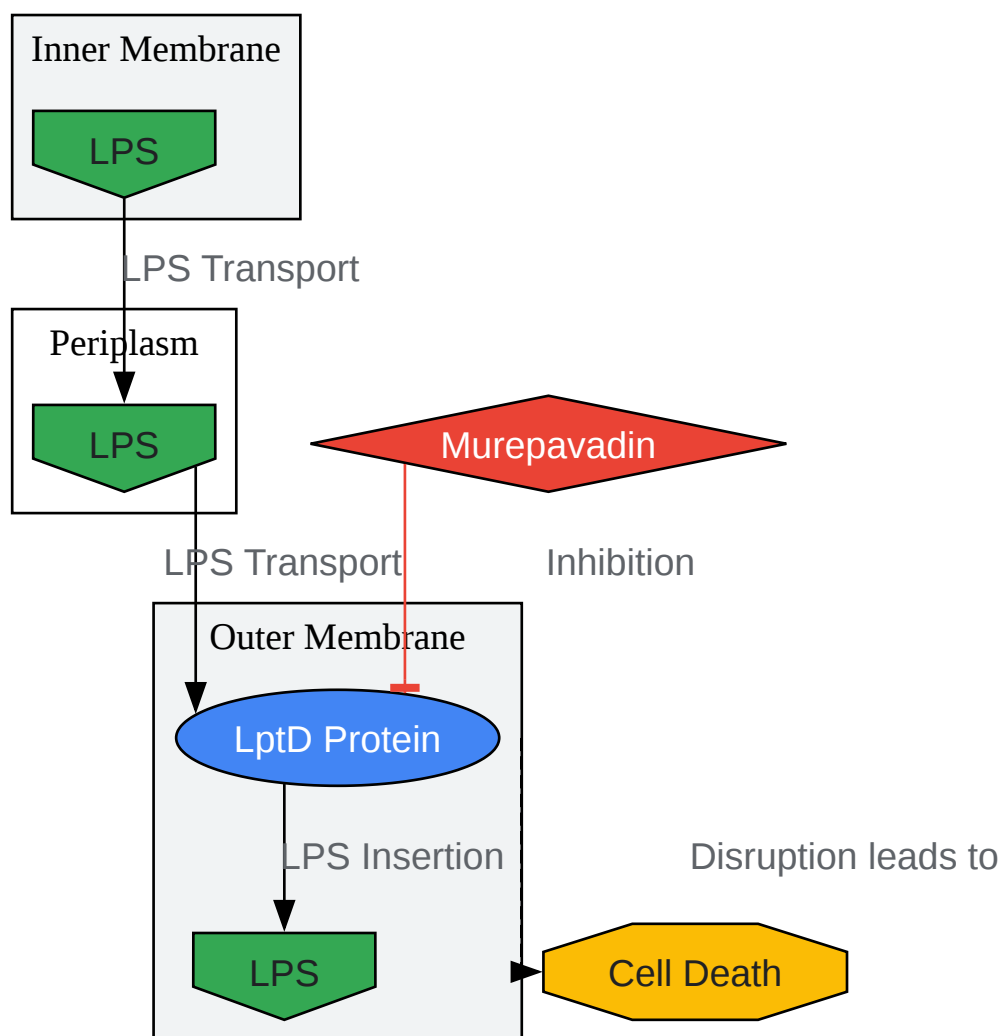 Inner Membrane
LPS
LPS Transport
Periplasm
LPS
Murepavadin
LPS Transport
Inhibition
Outer Membrane
LptD Protein
LPS Insertion
Disruption leads to
LPS
Cell Death